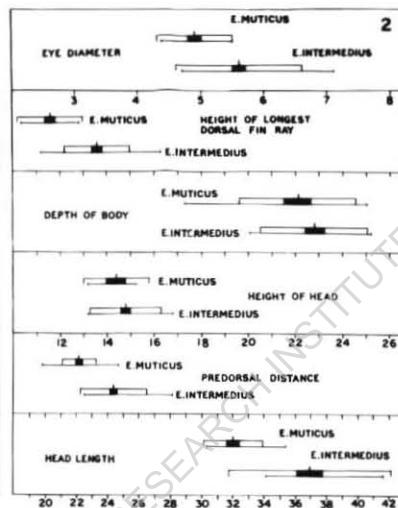 2
E.MUTICUS
EYE DIAMETER
E.INTERMEDIUS
3 4 5 6 7 8
E.MUTICUS
HEIGHT OF LONGEST
DORSAL FIN RAY
E.INTERMEDIUS
E.MUTICUS
DEPTH OF BODY
E.INTERMEDIUS
E.MUTICUS
HEIGHT OF HEAD
E.INTERMEDIUS
12 14 16 18 20 22 24 26
E.MUTICUS
PREDORSAL DISTANCE
E.INTERMEDIUS
E.MUTICUS
E.INTERMEDIUS
HEAD LENGTH
20 22 24 26 28 30 32 34 36 38 40 42
RESEARCH INSTITUTE